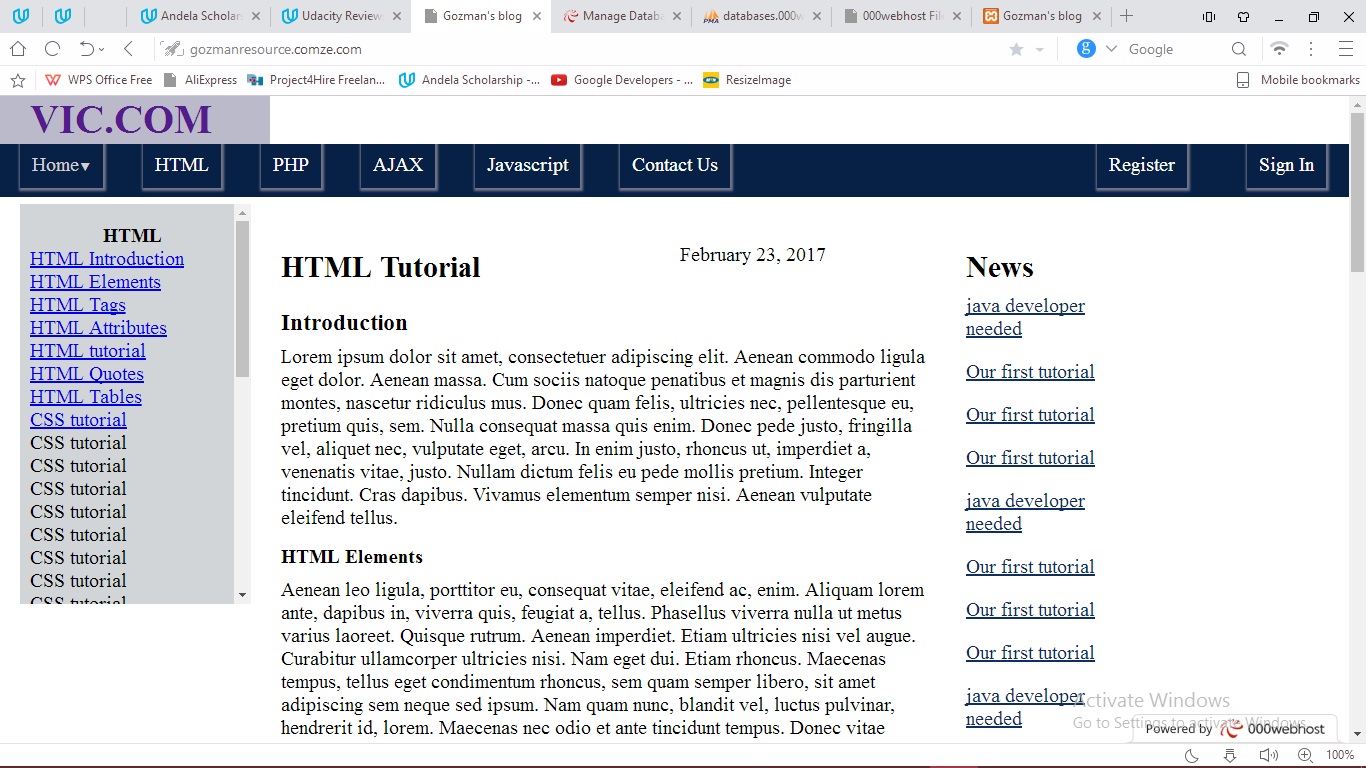 Andela Scholar
Udacity Review
Gozman's blog
Manage Datab
databases.000w
000webhost Fil
Gozman's blog
gozmanresource.comze.com
Google
WPS Office Free
AliExpress
Project4Hire Freelan...
Andela Scholarship -...
Google Developers - ...
ResizeImage
Mobile bookmarks
VIC.COM
Home▾ HTML PHP AJAX Javascript Contact Us Register Sign In
HTML
HTML Introduction
HTML Elements
HTML Tags
HTML Attributes
HTML tutorial
HTML Quotes
HTML Tables
CSS tutorial
CSS tutorial
CSS tutorial
CSS tutorial
CSS tutorial
CSS tutorial
CSS tutorial
CSS tutorial
CSS tutorial
HTML Tutorial
February 23, 2017
Introduction
Lorem ipsum dolor sit amet, consectetuer adipiscing elit. Aenean commodo ligula
eget dolor. Aenean massa. Cum sociis natoque penatibus et magnis dis parturient
montes, nascetur ridiculus mus. Donec quam felis, ultricies nec, pellentesque eu,
pretium quis, sem. Nulla consequat massa quis enim. Donec pede justo, fringilla
vel, aliquet nec, vulputate eget, arcu. In enim justo, rhoncus ut, imperdiet a,
venenatis vitae, justo. Nullam dictum felis eu pede mollis pretium. Integer
tincidunt. Cras dapibus. Vivamus elementum semper nisi. Aenean vulputate
eleifend tellus.
HTML Elements
Aenean leo ligula, porttitor eu, consequat vitae, eleifend ac, enim. Aliquam lorem
ante, dapibus in, viverra quis, feugiat a, tellus. Phasellus viverra nulla ut metus
varius laoreet. Quisque rutrum. Aenean imperdiet. Etiam ultricies nisi vel augue.
Curabitur ullamcorper ultricies nisi. Nam eget dui. Etiam rhoncus. Maecenas
tempus, tellus eget condimentum rhoncus, sem quam semper libero, sit amet
adipiscing sem neque sed ipsum. Nam quam nunc, blandit vel, luctus pulvinar,
hendrerit id, lorem. Maecenas nec odio et ante tincidunt tempus. Donec vitae
News
java developer
needed
Our first tutorial
Our first tutorial
Our first tutorial
java developer
needed
Our first tutorial
Our first tutorial
Our first tutorial
java developer
needed
Activate Windows
Go to Settings to activate Windows.
Powered by 000webhost
100%